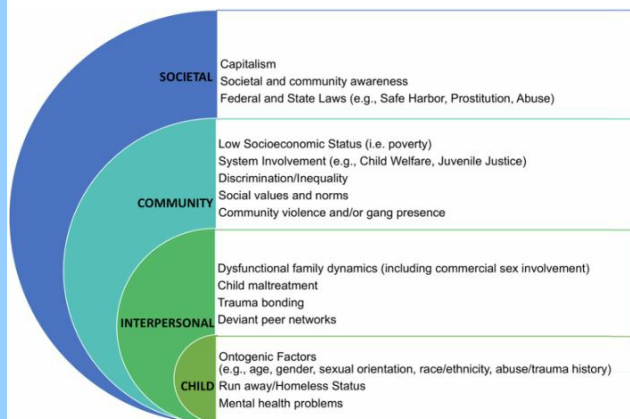 SOCIETAL
Capitalism
Societal and community awareness
Federal and State Laws (e.g., Safe Harbor, Prostitution, Abuse)
COMMUNITY
Low Socioeconomic Status (i.e. poverty)
System Involvement (e.g., Child Welfare, Juvenile Justice)
Discrimination/Inequality
Social values and norms
Community violence and/or gang presence
INTERPERSONAL
Dysfunctional family dynamics (including commercial sex involvement)
Child maltreatment
Trauma bonding
Deviant peer networks
CHILD
Ontogenic Factors
(e.g., age, gender, sexual orientation, race/ethnicity, abuse/trauma history)
Run away/Homeless Status
Mental health problems